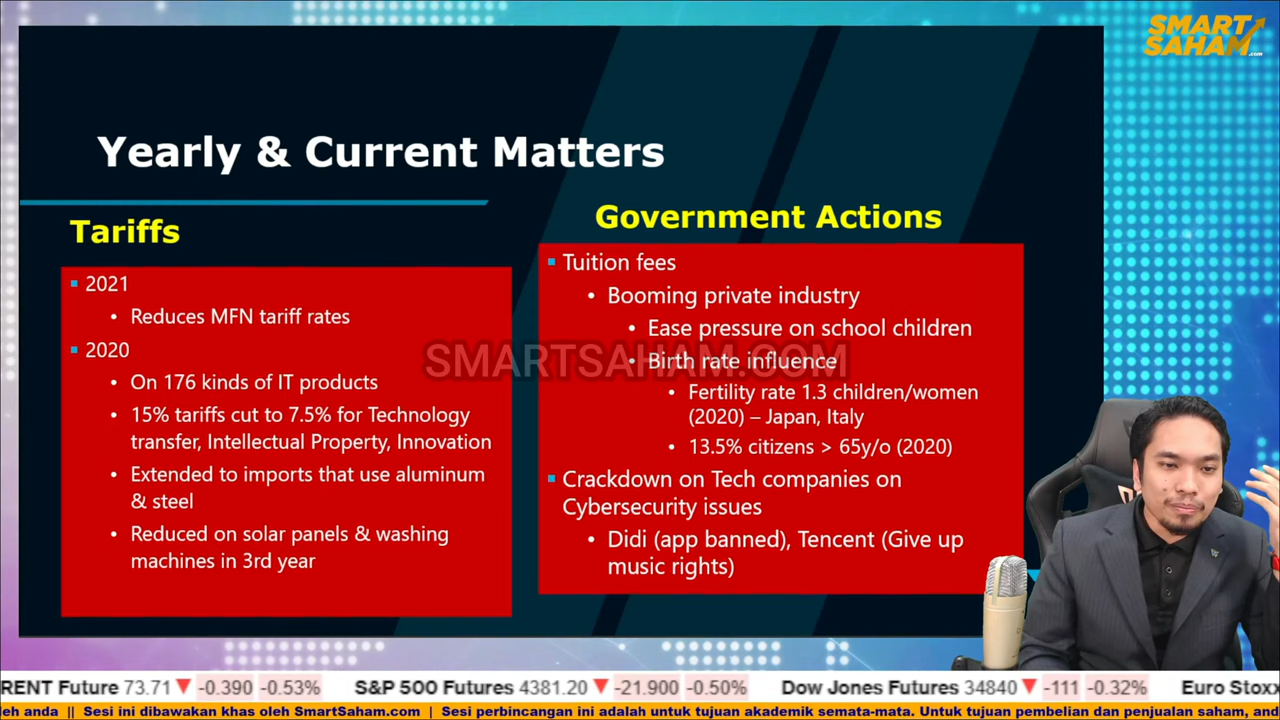 SMART
SAHAM
.com
Yearly & Current Matters
Tariffs
2021
Reduces MFN tariff rates
2020
On 176 kinds of IT products
15% tariffs cut to 7.5% for Technology
transfer, Intellectual Property, Innovation
Extended to imports that use aluminum
& steel
Reduced on solar panels & washing
machines in 3rd year
Government Actions
Tuition fees
Booming private industry
Ease pressure on school children
Birth rate influence
Fertility rate 1.3 children/women
(2020) – Japan, Italy
13.5% citizens > 65y/o (2020)
Crackdown on Tech companies on
Cybersecurity issues
Didi (app banned), Tencent (Give up
music rights)
SMARTSAHAM.COM
RENT Future 73.71 ▼ -0.390 -0.53% S&P 500 Futures 4381.20 ▼ -21.900 -0.50% Dow Jones Futures 34840 ▼ -111 -0.32% Euro Stoxx
leh anda || Sesi ini dibawakan khas oleh SmartSaham.com | Sesi perbincangan ini adalah untuk tujuan akademik semata-mata. Untuk tujuan pembelian dan penjualan saham, and